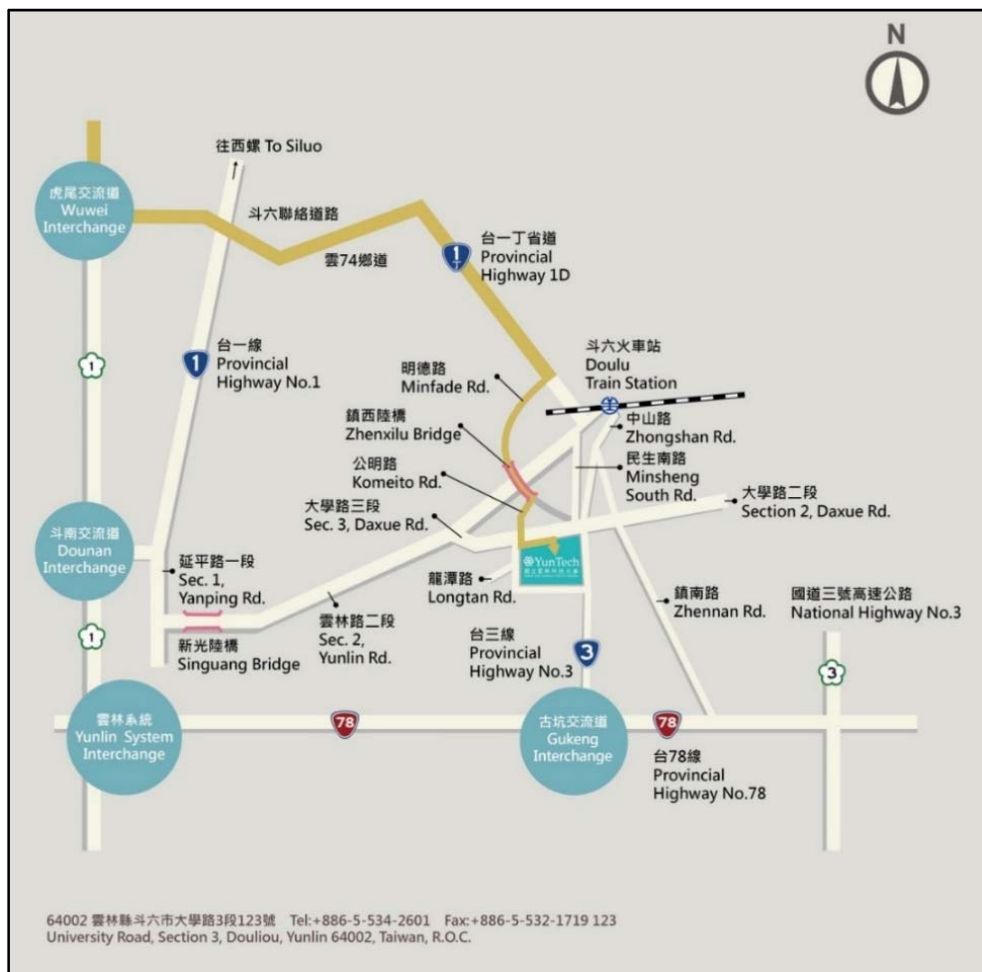 N
往西螺 To Siluo
虎尾交流道
Wuwei
Interchange
斗六聯絡道路
雲74鄉道
1
丁
台一丁省道
Provincial
Highway 1D
1
1
台一線
Provincial
Highway No.1
明德路
Minfade Rd.
斗六火車站
Doulu
Train Station
鎮西陸橋
Zhenxilu Bridge
中山路
Zhongshan Rd.
公明路
Komeito Rd.
民生南路
Minsheng
South Rd.
大學路三段
Sec. 3, Daxue Rd.
大學路二段
Section 2, Daxue Rd.
斗南交流道
Dounan
Interchange
延平路一段
Sec. 1,
Yanping Rd.
YunTech
國立雲林科技大學
龍潭路
Longtan Rd.
鎮南路
Zhennan Rd.
國道三號高速公路
National Highway No.3
1
雲林路二段
Sec. 2,
Yunlin Rd.
新光陸橋
Singuang Bridge
台三線
Provincial
Highway No.3
3
3
雲林系統
Yunlin System
Interchange
78
古坑交流道
Gukeng
Interchange
78
台78線
Provincial
Highway No.78
64002 雲林縣斗六市大學路3段123號 Tel:+886-5-534-2601 Fax:+886-5-532-1719 123
University Road, Section 3, Douliou, Yunlin 64002, Taiwan, R.O.C.